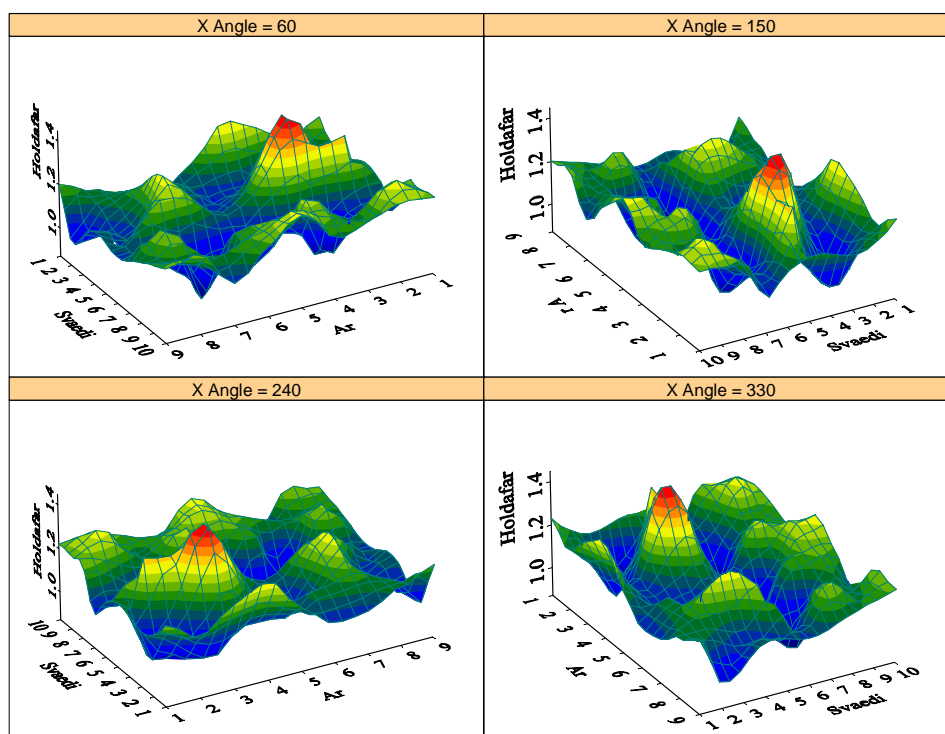 X Angle = 60
Holdafar
1.4
1.2
1.0
1 2 3 4 5 6 7 8 9 10
Svaedi
9 8 7 6 5 4 3 2 1
Ar
X Angle = 150
Holdafar
1.4
1.2
1.0
9 8 7 6 5 4 3 2 1
Ar
10 9 8 7 6 5 4 3 2 1
Svaedi
X Angle = 240
Holdafar
1.4
1.2
1.0
10 9 8 7 6 5 4 3 2 1
Svaedi
1 2 3 4 5 6 7 8 9
Ar
X Angle = 330
Holdafar
1.4
1.2
1.0
1 2 3 4 5 6 7 8 9
Ar
1 2 3 4 5 6 7 8 9 10
Svaedi